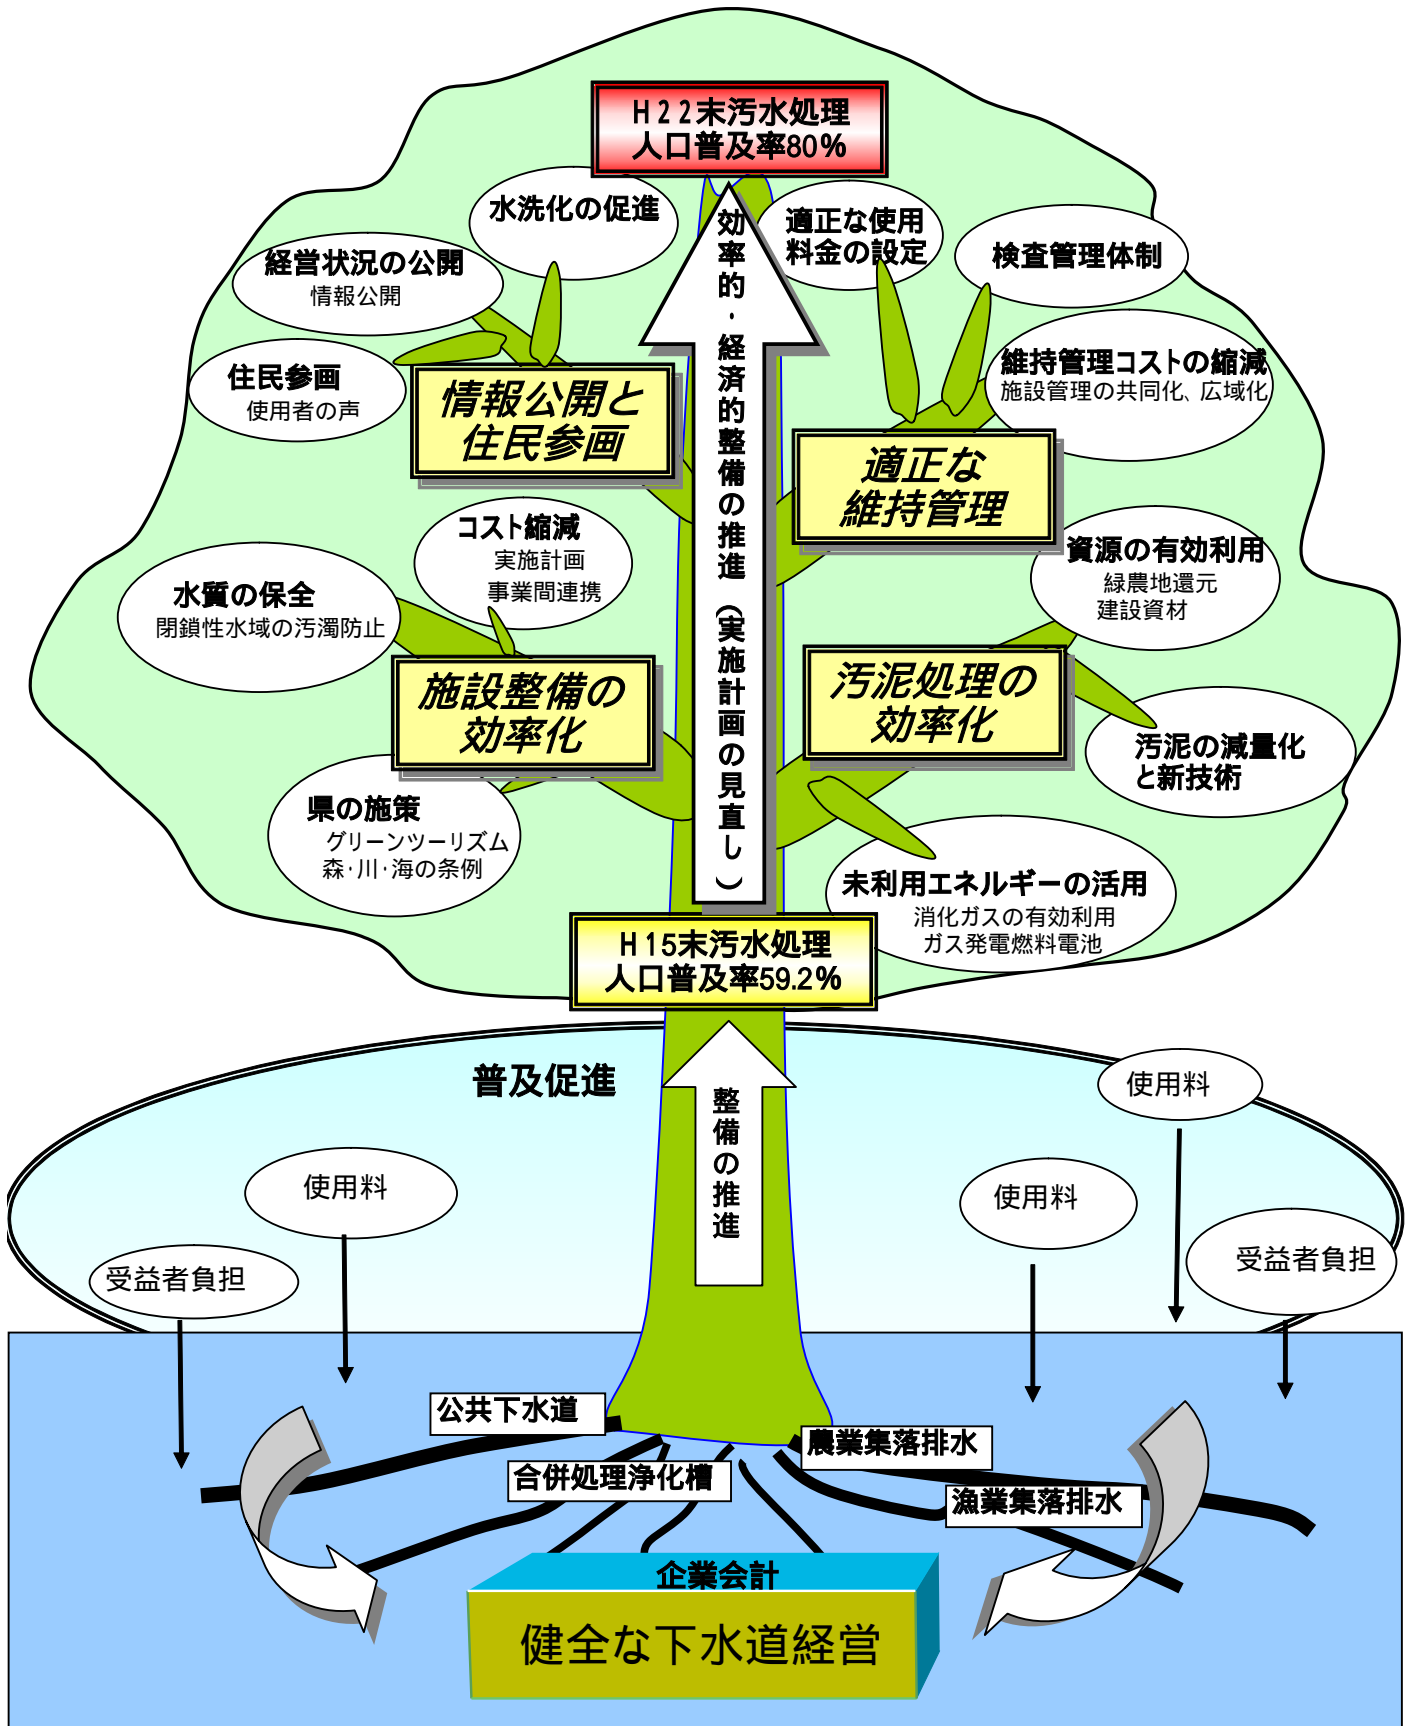 H22末汚水処理
人口普及率80%
水洗化の促進
適正な使用
料金の設定
検査管理体制
経営状況の公開
情報公開
住民参画
使用者の声
維持管理コストの縮減
施設管理の共同化、広域化
情報公開と
住民参画
適正な
維持管理
効率的・経済的整備の推進(実施計画の見直し)
コスト縮減
実施計画
事業間連携
水質の保全
閉鎖性水域の汚濁防止
資源の有効利用
緑農地還元
建設資材
施設整備の
効率化
汚泥処理の
効率化
汚泥の減量化
と新技術
県の施策
グリーンツーリズム
森・川・海の条例
未利用エネルギーの活用
消化ガスの有効利用
ガス発電燃料電池
H15末汚水処理
人口普及率59.2%
普及促進
整備の推進
使用料
使用料
使用料
受益者負担
受益者負担
公共下水道
農業集落排水
合併処理浄化槽
漁業集落排水
企業会計
健全な下水道経営